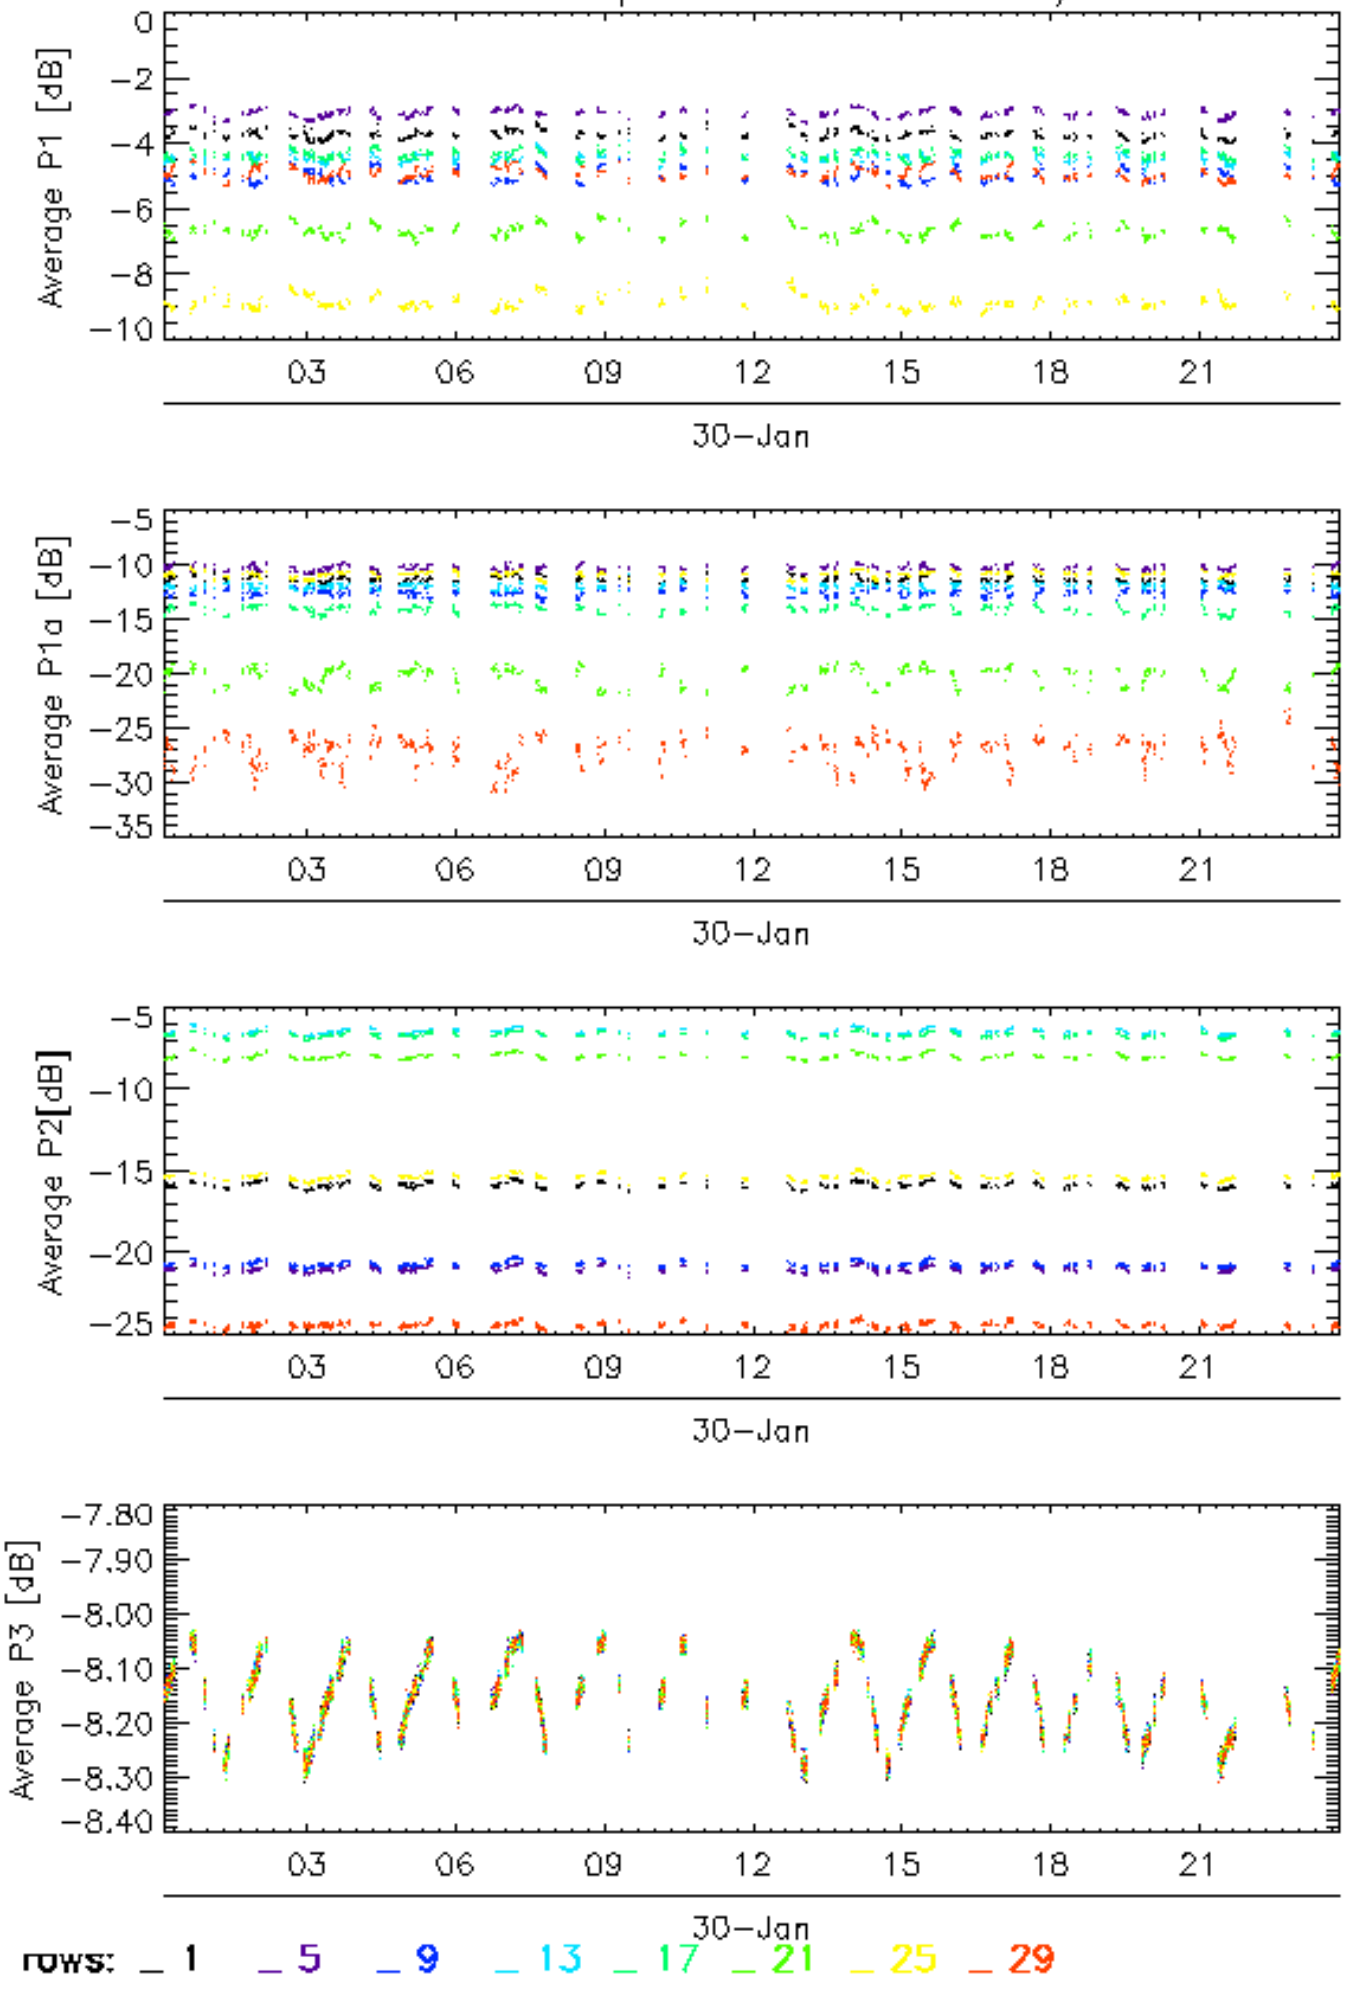 0
−2
−4
−6
−8
−10
Average P1 [dB]
03 06 09 12 15 18 21
30−Jan
−5
−10
−15
−20
−25
−30
−35
Average P1a [dB]
03 06 09 12 15 18 21
30−Jan
−5
−10
−15
−20
−25
Average P2[dB]
03 06 09 12 15 18 21
30−Jan
−7.80
−7.90
−8.00
−8.10
−8.20
−8.30
−8.40
Average P3 [dB]
03 06 09 12 15 18 21
30−Jan
rows: _ 1 _ 5 _ 9 _ 13 _ 17 _ 21 _ 25 _ 29